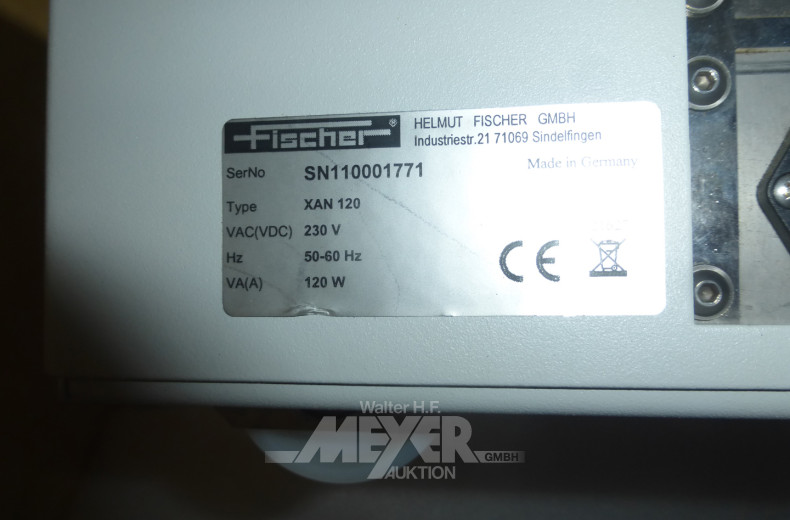 Fischer®
HELMUT FISCHER GMBH
Industriestr.21 71069 Sindelfingen
Made in Germany
SerNo SN110001771
Type XAN 120
VAC(VDC) 230 V
Hz 50-60 Hz
VA(A) 120 W
CE
Walter H.F.
MEYER
GMBH
AUKTION